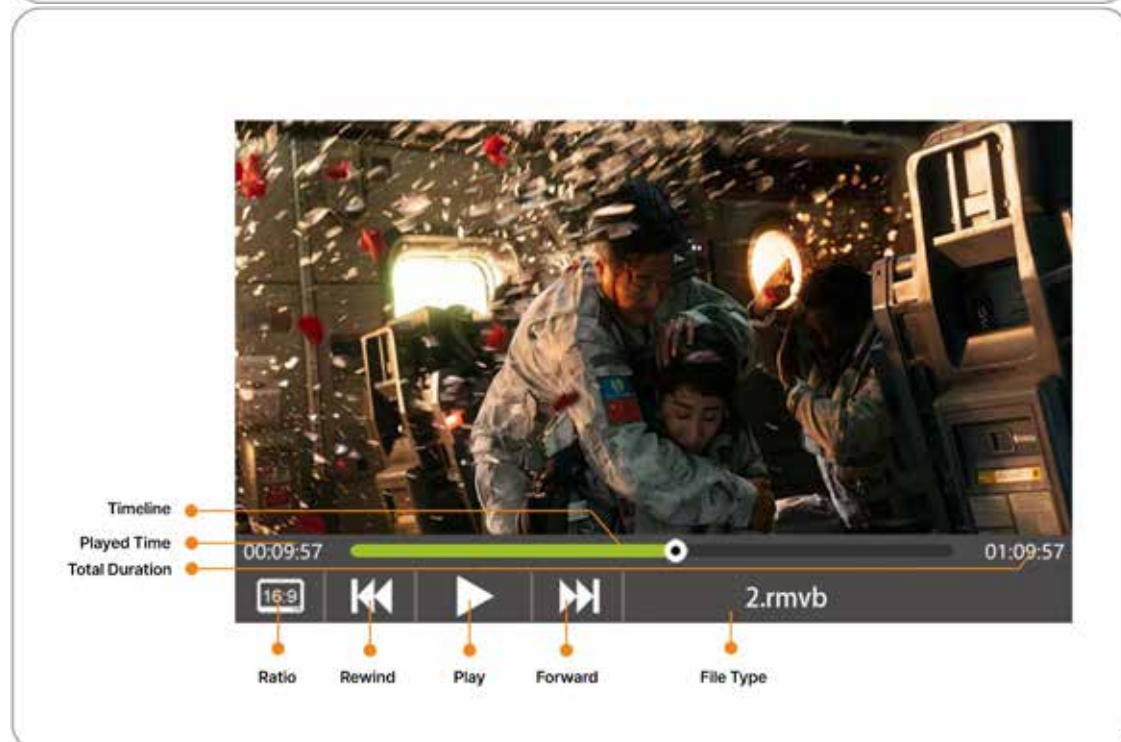 Timeline
Played Time
00:09:57
01:09:57
Total Duration
16:9
2.rmvb
Ratio
Rewind
Play
Forward
File Type